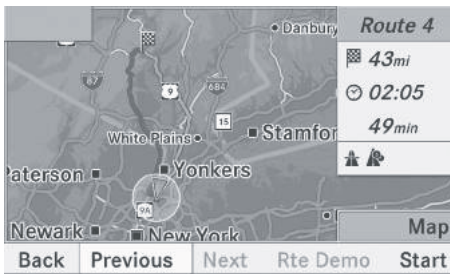 Danbury
Route 4
43mi
87
9
684
02:05
15
49min
White Plains
Stamfor
aterson
Yonkers
9A
Newark
New York
Map
Back Previous Next Rte Demo Start